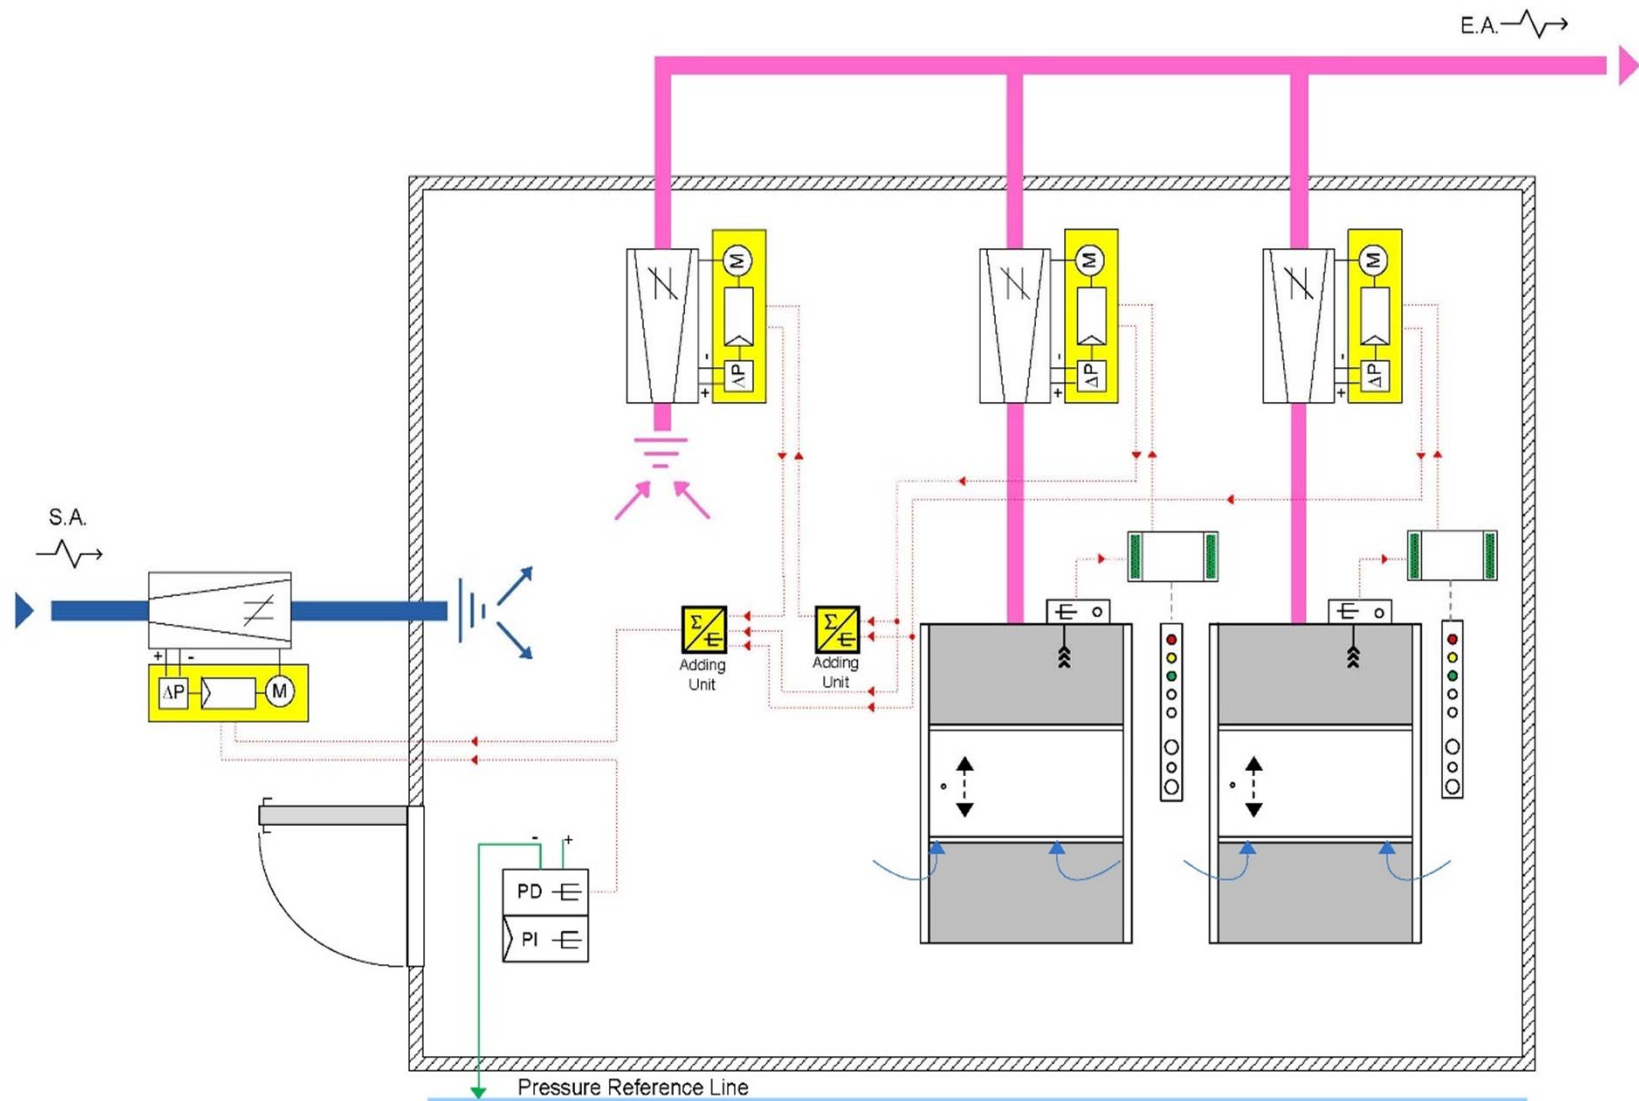 E.A.
M
M
M
-
-
-
ΔP
ΔP
ΔP
+
+
+
S.A.
+ -
ΔP
M
Σ
E
Adding
Unit
Σ
E
Adding
Unit
- +
PD E
PI E
E
E
Pressure Reference Line